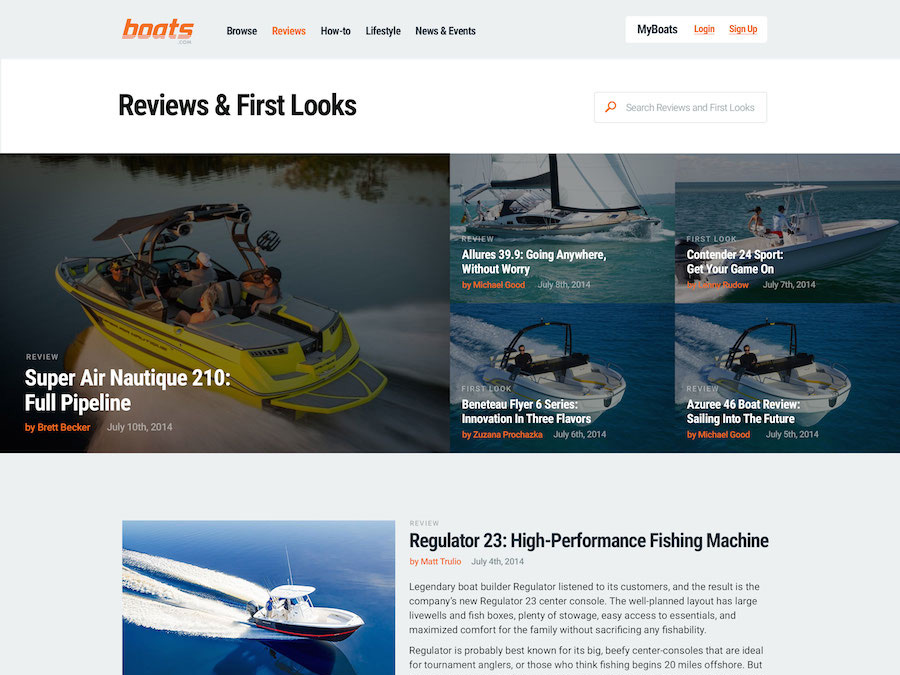 boats
.COM
Browse Reviews How-to Lifestyle News & Events
MyBoats Login Sign Up
Reviews & First Looks
Search Reviews and First Looks
REVIEW
Super Air Nautique 210:
Full Pipeline
by Brett Becker July 10th, 2014
REVIEW
Allures 39.9: Going Anywhere,
Without Worry
by Michael Good July 8th, 2014
FIRST LOOK
Contender 24 Sport:
Get Your Game On
by Lenny Rudow July 7th, 2014
FIRST LOOK
Beneteau Flyer 6 Series:
Innovation In Three Flavors
by Zuzana Prochazka July 6th, 2014
REVIEW
Azuree 46 Boat Review:
Sailing Into The Future
by Michael Good July 5th, 2014
REVIEW
Regulator 23: High-Performance Fishing Machine
by Matt Trulio July 4th, 2014
Legendary boat builder Regulator listened to its customers, and the result is the
company's new Regulator 23 center console. The well-planned layout has large
livewells and fish boxes, plenty of stowage, easy access to essentials, and
maximized comfort for the family without sacrificing any fishability.
Regulator is probably best known for its big, beefy center-consoles that are ideal
for tournament anglers, or those who think fishing begins 20 miles offshore. But